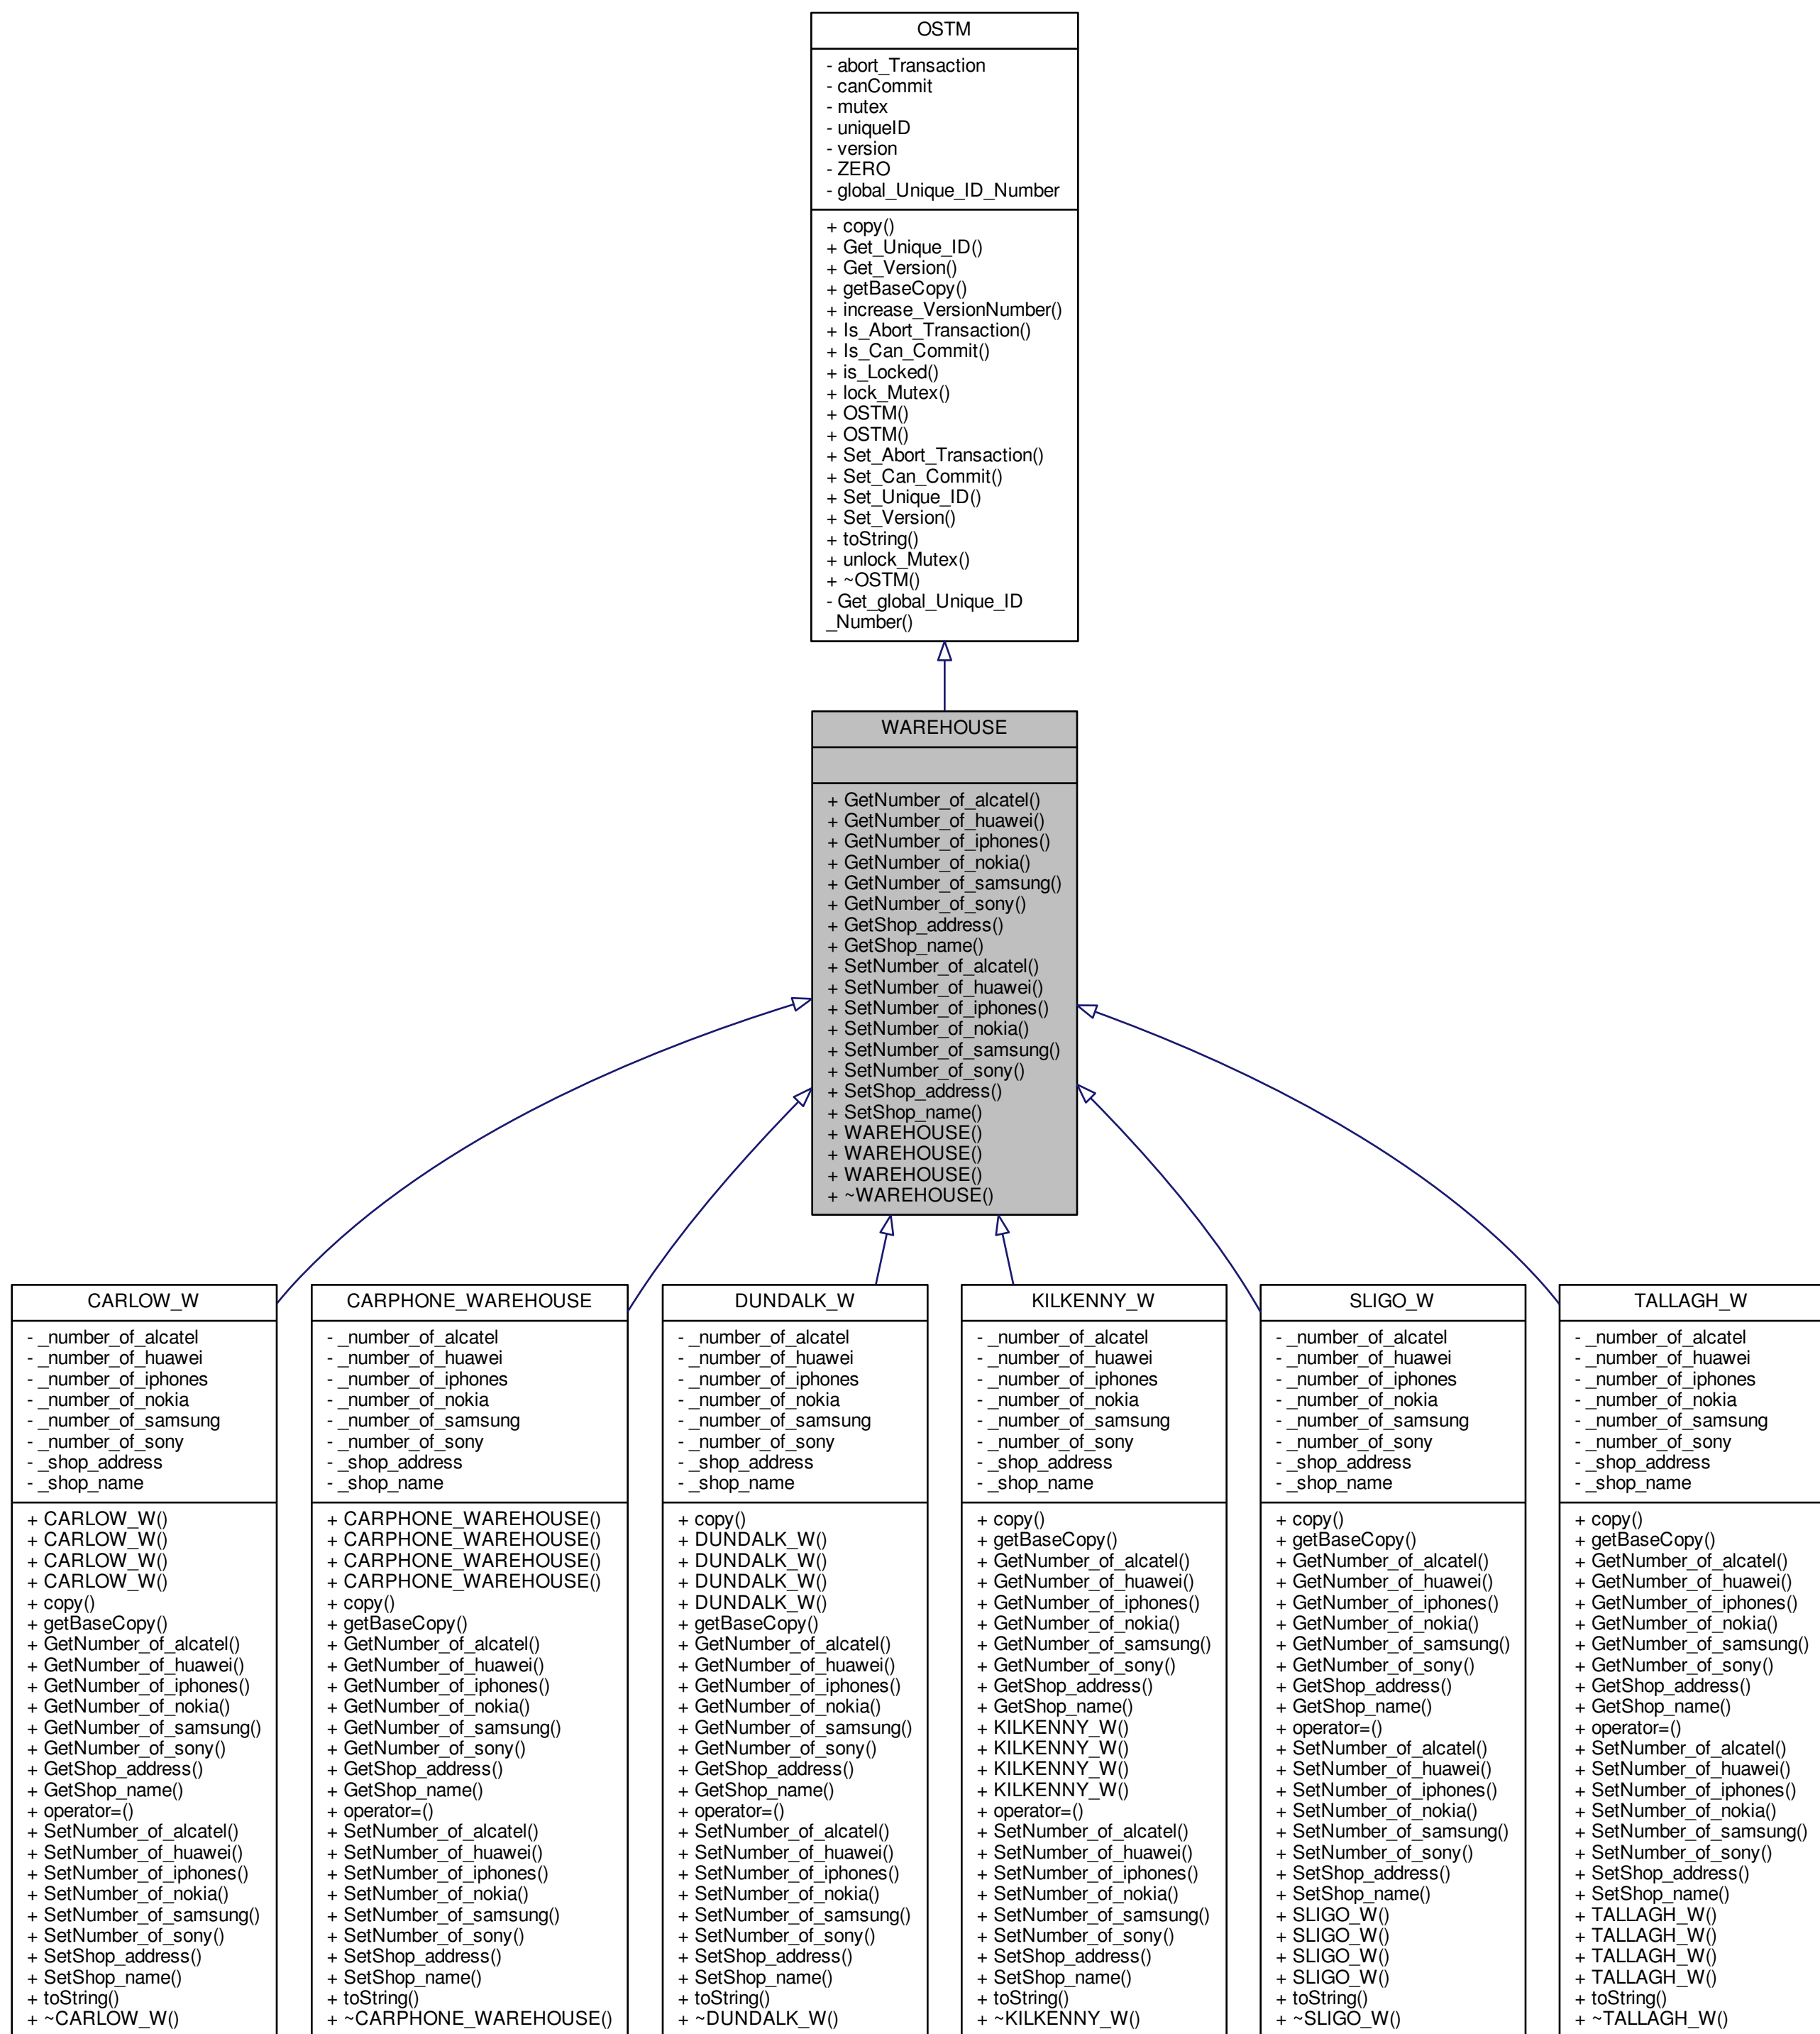 OSTM
- abort_Transaction
- canCommit
- mutex
- uniqueID
- version
- ZERO
- global_Unique_ID_Number
+ copy()
+ Get_Unique_ID()
+ Get_Version()
+ getBaseCopy()
+ increase_VersionNumber()
+ Is_Abort_Transaction()
+ Is_Can_Commit()
+ is_Locked()
+ lock_Mutex()
+ OSTM()
+ OSTM()
+ Set_Abort_Transaction()
+ Set_Can_Commit()
+ Set_Unique_ID()
+ Set_Version()
+ toString()
+ unlock_Mutex()
+ ~OSTM()
- Get_global_Unique_ID
_Number()
WAREHOUSE
+ GetNumber_of_alcatel()
+ GetNumber_of_huawei()
+ GetNumber_of_iphones()
+ GetNumber_of_nokia()
+ GetNumber_of_samsung()
+ GetNumber_of_sony()
+ GetShop_address()
+ GetShop_name()
+ SetNumber_of_alcatel()
+ SetNumber_of_huawei()
+ SetNumber_of_iphones()
+ SetNumber_of_nokia()
+ SetNumber_of_samsung()
+ SetNumber_of_sony()
+ SetShop_address()
+ SetShop_name()
+ WAREHOUSE()
+ WAREHOUSE()
+ WAREHOUSE()
+ ~WAREHOUSE()
CARLOW_W
- _number_of_alcatel
- _number_of_huawei
- _number_of_iphones
- _number_of_nokia
- _number_of_samsung
- _number_of_sony
- _shop_address
- _shop_name
+ CARLOW_W()
+ CARLOW_W()
+ CARLOW_W()
+ CARLOW_W()
+ copy()
+ getBaseCopy()
+ GetNumber_of_alcatel()
+ GetNumber_of_huawei()
+ GetNumber_of_iphones()
+ GetNumber_of_nokia()
+ GetNumber_of_samsung()
+ GetNumber_of_sony()
+ GetShop_address()
+ GetShop_name()
+ operator=()
+ SetNumber_of_alcatel()
+ SetNumber_of_huawei()
+ SetNumber_of_iphones()
+ SetNumber_of_nokia()
+ SetNumber_of_samsung()
+ SetNumber_of_sony()
+ SetShop_address()
+ SetShop_name()
+ toString()
+ ~CARLOW_W()
CARPHONE_WAREHOUSE
- _number_of_alcatel
- _number_of_huawei
- _number_of_iphones
- _number_of_nokia
- _number_of_samsung
- _number_of_sony
- _shop_address
- _shop_name
+ CARPHONE_WAREHOUSE()
+ CARPHONE_WAREHOUSE()
+ CARPHONE_WAREHOUSE()
+ CARPHONE_WAREHOUSE()
+ copy()
+ getBaseCopy()
+ GetNumber_of_alcatel()
+ GetNumber_of_huawei()
+ GetNumber_of_iphones()
+ GetNumber_of_nokia()
+ GetNumber_of_samsung()
+ GetNumber_of_sony()
+ GetShop_address()
+ GetShop_name()
+ operator=()
+ SetNumber_of_alcatel()
+ SetNumber_of_huawei()
+ SetNumber_of_iphones()
+ SetNumber_of_nokia()
+ SetNumber_of_samsung()
+ SetNumber_of_sony()
+ SetShop_address()
+ SetShop_name()
+ toString()
+ ~CARPHONE_WAREHOUSE()
DUNDALK_W
- _number_of_alcatel
- _number_of_huawei
- _number_of_iphones
- _number_of_nokia
- _number_of_samsung
- _number_of_sony
- _shop_address
- _shop_name
+ copy()
+ DUNDALK_W()
+ DUNDALK_W()
+ DUNDALK_W()
+ DUNDALK_W()
+ getBaseCopy()
+ GetNumber_of_alcatel()
+ GetNumber_of_huawei()
+ GetNumber_of_iphones()
+ GetNumber_of_nokia()
+ GetNumber_of_samsung()
+ GetNumber_of_sony()
+ GetShop_address()
+ GetShop_name()
+ operator=()
+ SetNumber_of_alcatel()
+ SetNumber_of_huawei()
+ SetNumber_of_iphones()
+ SetNumber_of_nokia()
+ SetNumber_of_samsung()
+ SetNumber_of_sony()
+ SetShop_address()
+ SetShop_name()
+ toString()
+ ~DUNDALK_W()
KILKENNY_W
- _number_of_alcatel
- _number_of_huawei
- _number_of_iphones
- _number_of_nokia
- _number_of_samsung
- _number_of_sony
- _shop_address
- _shop_name
+ copy()
+ getBaseCopy()
+ GetNumber_of_alcatel()
+ GetNumber_of_huawei()
+ GetNumber_of_iphones()
+ GetNumber_of_nokia()
+ GetNumber_of_samsung()
+ GetNumber_of_sony()
+ GetShop_address()
+ GetShop_name()
+ KILKENNY_W()
+ KILKENNY_W()
+ KILKENNY_W()
+ KILKENNY_W()
+ operator=()
+ SetNumber_of_alcatel()
+ SetNumber_of_huawei()
+ SetNumber_of_iphones()
+ SetNumber_of_nokia()
+ SetNumber_of_samsung()
+ SetNumber_of_sony()
+ SetShop_address()
+ SetShop_name()
+ toString()
+ ~KILKENNY_W()
SLIGO_W
- _number_of_alcatel
- _number_of_huawei
- _number_of_iphones
- _number_of_nokia
- _number_of_samsung
- _number_of_sony
- _shop_address
- _shop_name
+ copy()
+ getBaseCopy()
+ GetNumber_of_alcatel()
+ GetNumber_of_huawei()
+ GetNumber_of_iphones()
+ GetNumber_of_nokia()
+ GetNumber_of_samsung()
+ GetNumber_of_sony()
+ GetShop_address()
+ GetShop_name()
+ operator=()
+ SetNumber_of_alcatel()
+ SetNumber_of_huawei()
+ SetNumber_of_iphones()
+ SetNumber_of_nokia()
+ SetNumber_of_samsung()
+ SetNumber_of_sony()
+ SetShop_address()
+ SetShop_name()
+ SLIGO_W()
+ SLIGO_W()
+ SLIGO_W()
+ SLIGO_W()
+ toString()
+ ~SLIGO_W()
TALLAGH_W
- _number_of_alcatel
- _number_of_huawei
- _number_of_iphones
- _number_of_nokia
- _number_of_samsung
- _number_of_sony
- _shop_address
- _shop_name
+ copy()
+ getBaseCopy()
+ GetNumber_of_alcatel()
+ GetNumber_of_huawei()
+ GetNumber_of_iphones()
+ GetNumber_of_nokia()
+ GetNumber_of_samsung()
+ GetNumber_of_sony()
+ GetShop_address()
+ GetShop_name()
+ operator=()
+ SetNumber_of_alcatel()
+ SetNumber_of_huawei()
+ SetNumber_of_iphones()
+ SetNumber_of_nokia()
+ SetNumber_of_samsung()
+ SetNumber_of_sony()
+ SetShop_address()
+ SetShop_name()
+ TALLAGH_W()
+ TALLAGH_W()
+ TALLAGH_W()
+ TALLAGH_W()
+ toString()
+ ~TALLAGH_W()